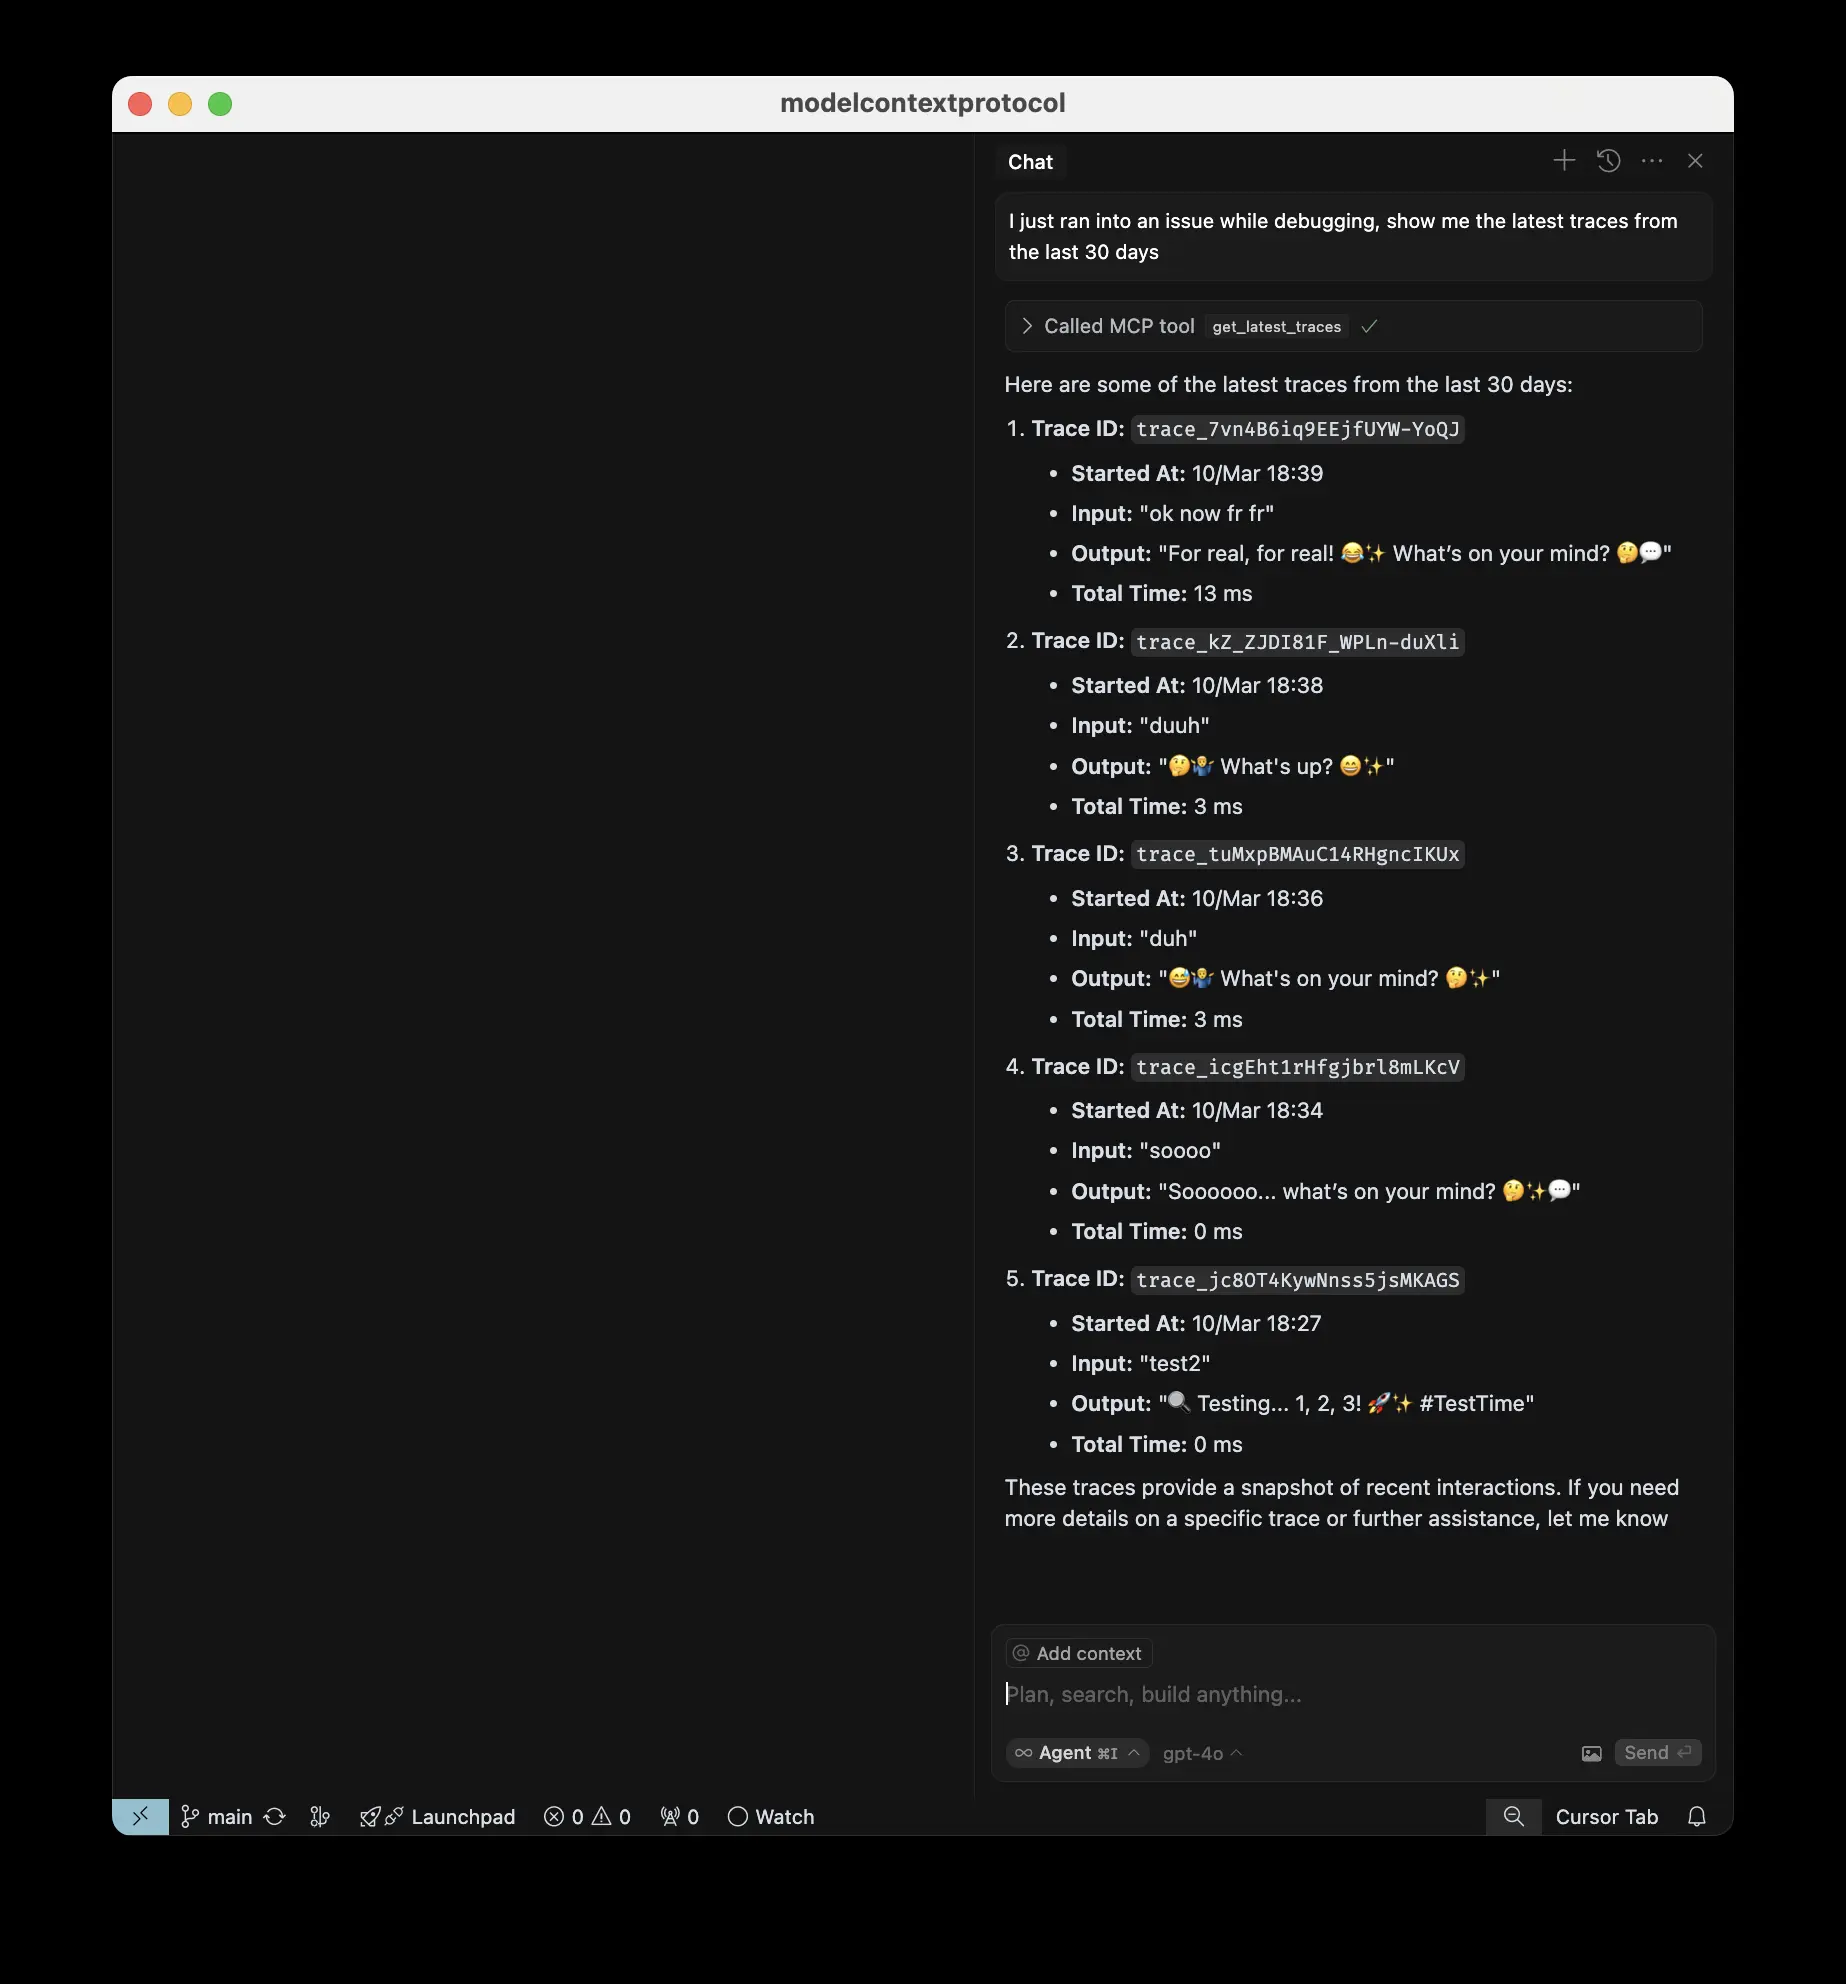 modelcontextprotocol
Chat
I just ran into an issue while debugging, show me the latest traces from
the last 30 days
Called MCP tool get_latest_traces
Here are some of the latest traces from the last 30 days:
1. Trace ID: trace_7vn4B6iq9EEjfUYW-YoQJ
• Started At: 10/Mar 18:39
• Input: "ok now fr fr"
• Output: "For real, for real! 😂✨ What’s on your mind? 🤔💬"
• Total Time: 13 ms
2. Trace ID: trace_kZ_ZJDI81F_WPLn-duXli
• Started At: 10/Mar 18:38
• Input: "duuh"
• Output: "🤔🤷‍♂️ What's up? 😄✨"
• Total Time: 3 ms
3. Trace ID: trace_tuMxpBMAuC14RHgncIKUx
• Started At: 10/Mar 18:36
• Input: "duh"
• Output: "😅🤷‍♂️ What's on your mind? 🤔✨"
• Total Time: 3 ms
4. Trace ID: trace_icgEht1rHfgjbrl8mLKcV
• Started At: 10/Mar 18:34
• Input: "soooo"
• Output: "Soooooo... what’s on your mind? 🤔✨💬"
• Total Time: 0 ms
5. Trace ID: trace_jc8OT4KywNnss5jsMKAGS
• Started At: 10/Mar 18:27
• Input: "test2"
• Output: "🔍 Testing... 1, 2, 3! 🚀✨ #TestTime"
• Total Time: 0 ms
These traces provide a snapshot of recent interactions. If you need
more details on a specific trace or further assistance, let me know
@ Add context
Plan, search, build anything...
∞ Agent ⌘I gpt-4o Send
main Launchpad 0 0 0 Watch Cursor Tab